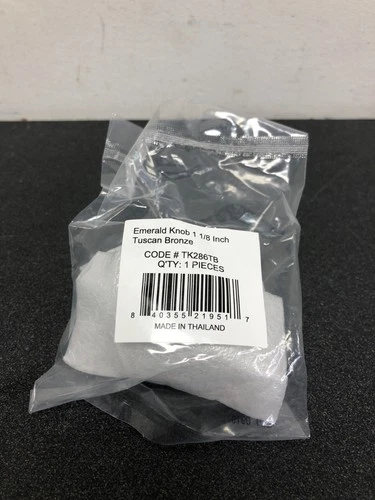 Emerald Knob 1 1/8 Inch
Tuscan Bronze
CODE # TK286TB
Q'TY: 1 PIECES
8 40355 21951 7
MADE IN THAILAND